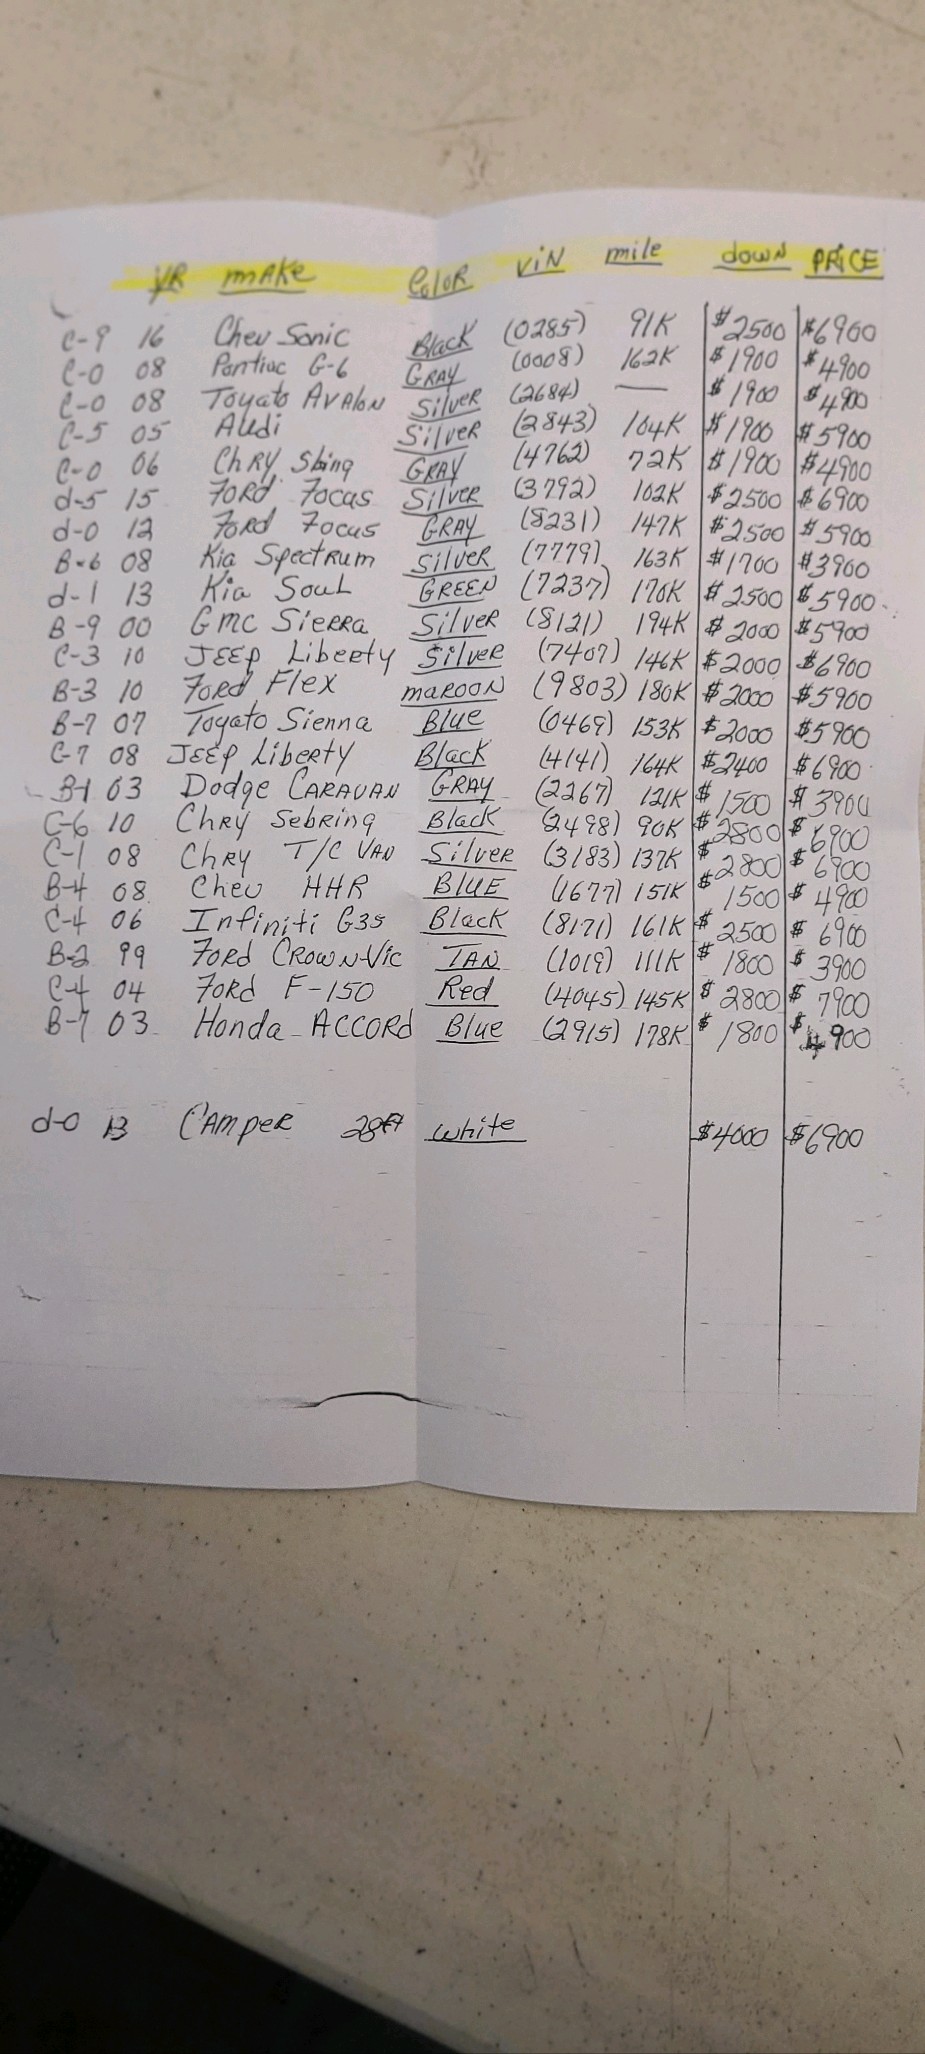 YR make Color ViN mile down PRiCE
C-9 16 Chev Sonic Black (0285) 91K $2500 $6900
C-0 08 Pontiac G-6 GRAY (0008) 162K $1900 $4900
C-0 08 Toyato AVAlON SilveR (2684) — $1900 $4900
C-5 05 Audi SilveR (2843) 104K $1900 $5900
C-0 06 ChRY Sbing GRAY (4762) 72K $1900 $4900
d-5 15 FORd Focus SilveR (3792) 102K $2500 $6900
d-0 12 FoRd Focus GRAY (8231) 147K $2500 $5900
B-6 08 Kia Spectrum SilveR (7779) 163K $1700 $3900
d-1 13 Kia Soul GREEN (7237) 170K $2500 $5900
B-9 00 Gmc SieRRA SilveR (8121) 194K $2000 $5900
C-3 10 JEEP Liberty SilveR (7407) 146K $2000 $6900
B-3 10 FoRd Flex maROON (9803) 180K $2000 $5900
B-7 07 Toyato Sienna Blue (0469) 153K $2000 $5900
C-7 08 JEEP Liberty Black (4141) 164K $2400 $6900
B-1 03 Dodge CARAVAN GRAY (2267) 121K $1500 $3900
C-6 10 ChRy Sebring Black (2498) 90K $2800 $6900
C-1 08 ChRY T/C VAN SilveR (3183) 137K $2800 $6900
B-4 08 Chev HHR BLUE (1677) 151K $1500 $4900
C-4 06 Infiniti G35 Black (8171) 161K $2500 $6900
B-2 99 FoRd CROWN-Vic TAN (1019) 111K $1800 $3900
C-4 04 FoRd F-150 Red (4045) 145K $2800 $7900
B-7 03 Honda ACCORd Blue (2915) 178K $1800 $4900
d-0 13 CAmpeR 28ft white $4000 $6900